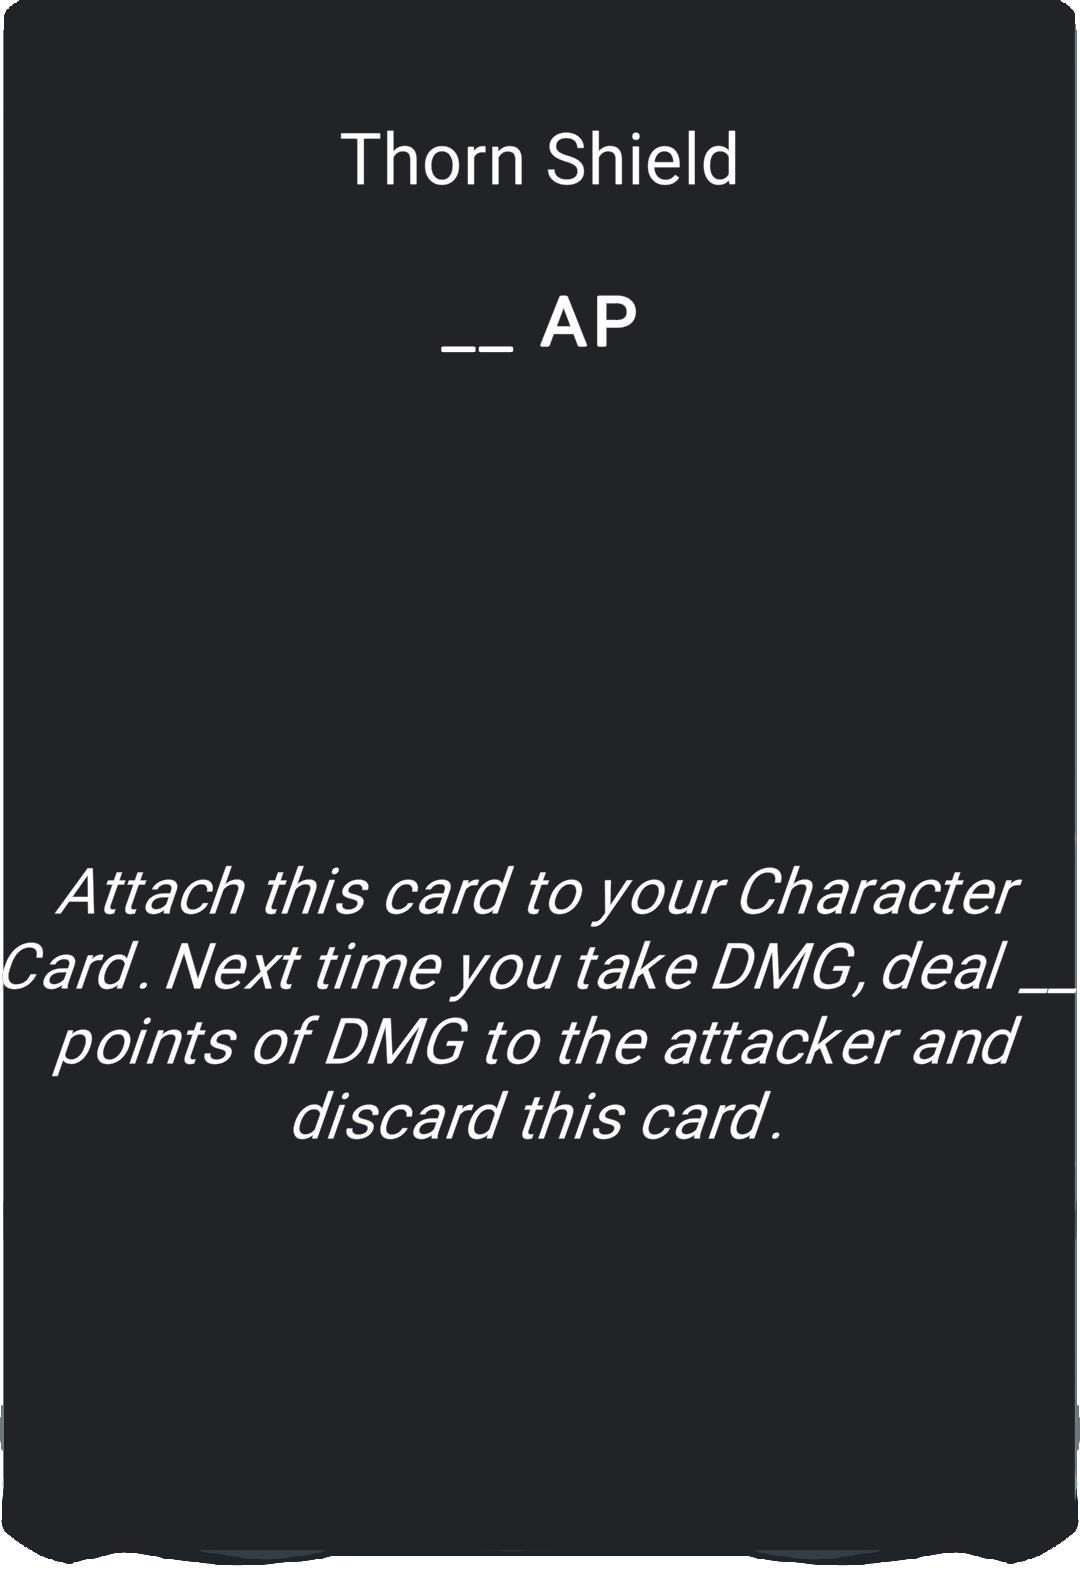 Thorn Shield
__ AP
Attach this card to your Character
Card. Next time you take DMG, deal __
points of DMG to the attacker and
discard this card.